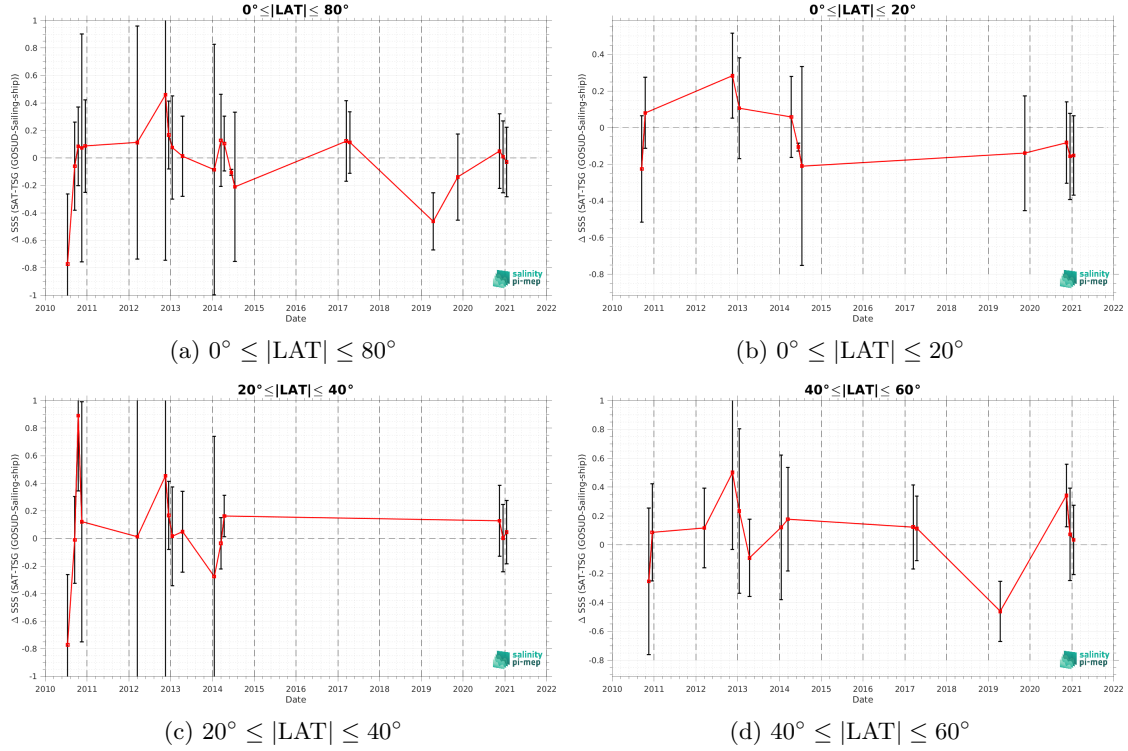 0°≤|LAT|≤ 80°
Δ SSS (SAT-TSG (GOSUD-Sailing-ship))
1
0.8
0.6
0.4
0.2
0
-0.2
-0.4
-0.6
-0.8
-1
2010 2011 2012 2013 2014 2015 2016 2017 2018 2019 2020 2021 2022
Date
salinity
pi-mep
(a) 0° ≤ |LAT| ≤ 80°
0°≤|LAT|≤ 20°
Δ SSS (SAT-TSG (GOSUD-Sailing-ship))
0.4
0.2
0
-0.2
-0.4
-0.6
-0.8
2010 2011 2012 2013 2014 2015 2016 2017 2018 2019 2020 2021 2022
Date
salinity
pi-mep
(b) 0° ≤ |LAT| ≤ 20°
20°≤|LAT|≤ 40°
Δ SSS (SAT-TSG (GOSUD-Sailing-ship))
1
0.8
0.6
0.4
0.2
0
-0.2
-0.4
-0.6
-0.8
-1
2010 2011 2012 2013 2014 2015 2016 2017 2018 2019 2020 2021 2022
Date
salinity
pi-mep
(c) 20° ≤ |LAT| ≤ 40°
40°≤|LAT|≤ 60°
Δ SSS (SAT-TSG (GOSUD-Sailing-ship))
1
0.8
0.6
0.4
0.2
0
-0.2
-0.4
-0.6
-0.8
2010 2011 2012 2013 2014 2015 2016 2017 2018 2019 2020 2021 2022
Date
salinity
pi-mep
(d) 40° ≤ |LAT| ≤ 60°